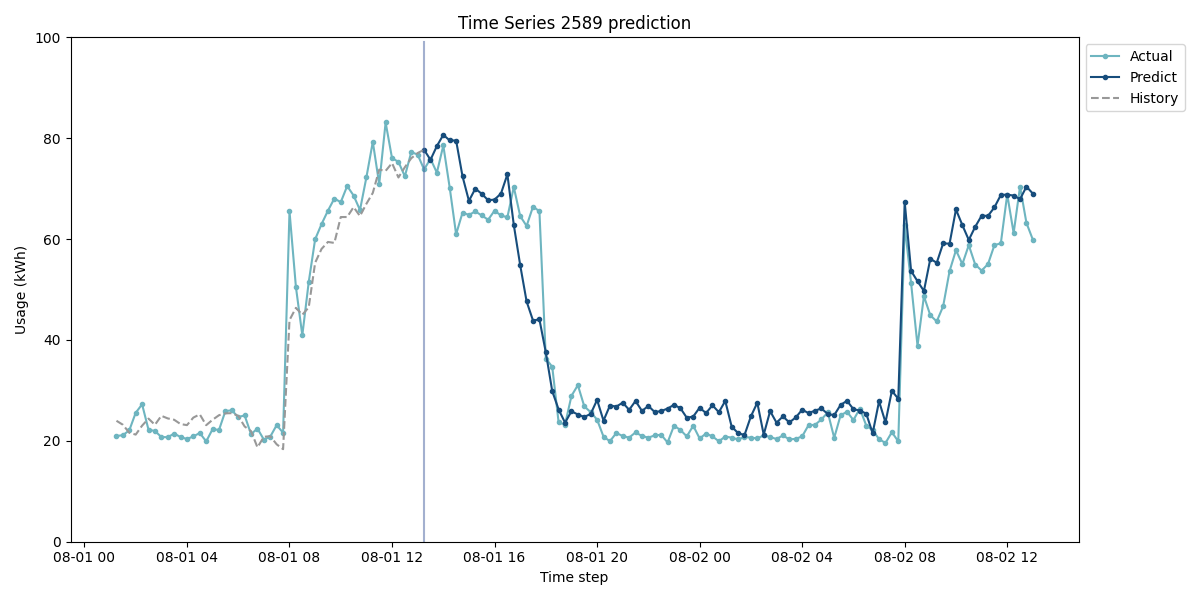 Time Series 2589 prediction
100
80
60
40
20
0
Usage (kWh)
08-01 00
08-01 04
08-01 08
08-01 12
08-01 16
08-01 20
08-02 00
08-02 04
08-02 08
08-02 12
Time step
Actual
Predict
History